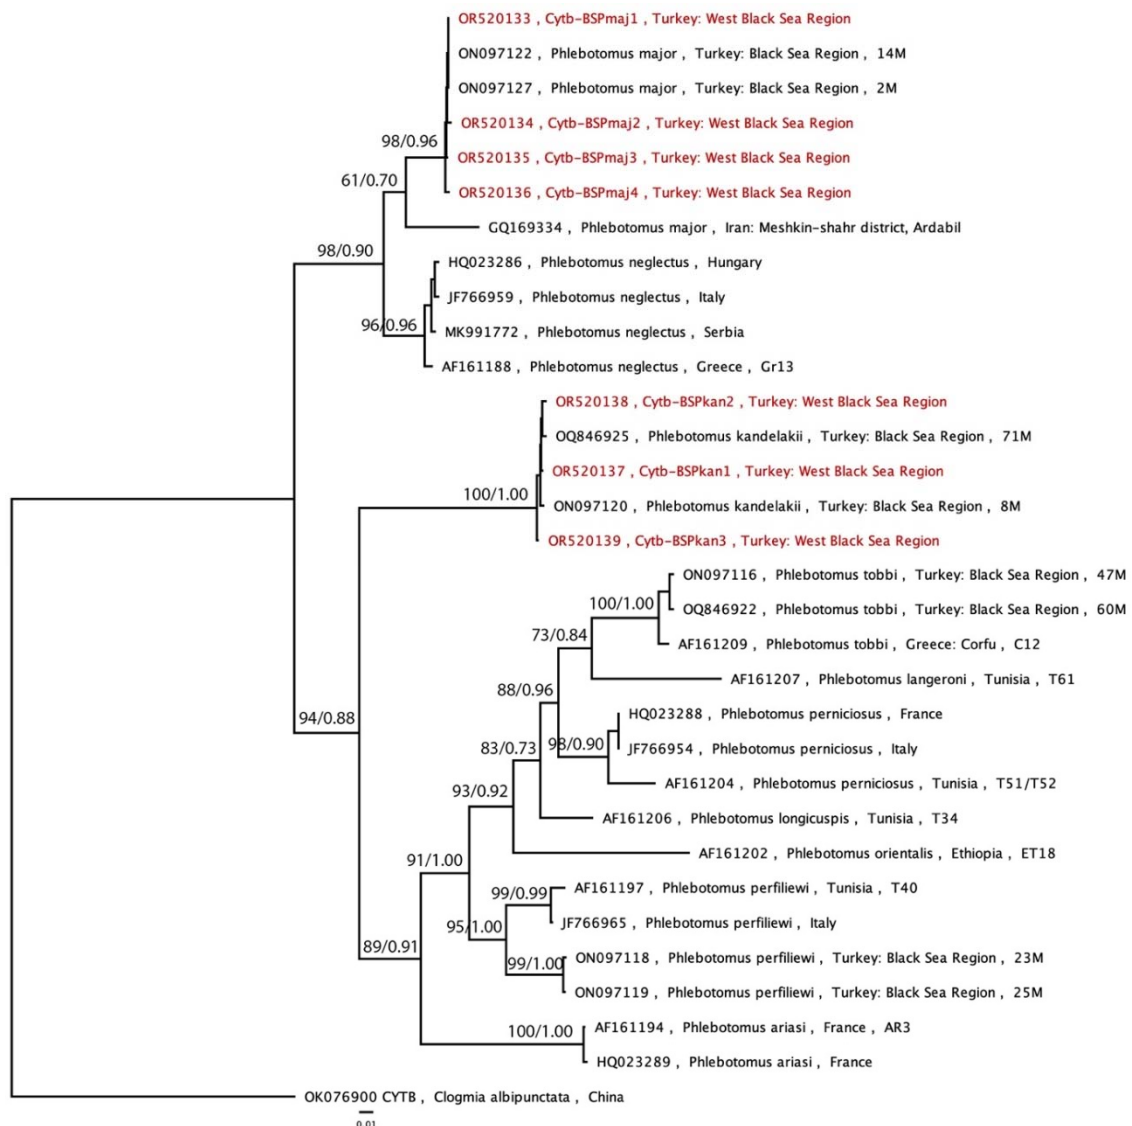 OR520133 , Cytb-BSPmaj1 , Turkey: West Black Sea Region
ON097122 , Phlebotomus major , Turkey: Black Sea Region , 14M
ON097127 , Phlebotomus major , Turkey: Black Sea Region , 2M
OR520134 , Cytb-BSPmaj2 , Turkey: West Black Sea Region
98/0.96
OR520135 , Cytb-BSPmaj3 , Turkey: West Black Sea Region
61/0.70
OR520136 , Cytb-BSPmaj4 , Turkey: West Black Sea Region
GQ169334 , Phlebotomus major , Iran: Meshkin-shahr district, Ardabil
98/0.90
HQ023286 , Phlebotomus neglectus , Hungary
JF766959 , Phlebotomus neglectus , Italy
96/0.96
MK991772 , Phlebotomus neglectus , Serbia
AF161188 , Phlebotomus neglectus , Greece , Gr13
OR520138 , Cytb-BSPkan2 , Turkey: West Black Sea Region
OQ846925 , Phlebotomus kandelakii , Turkey: Black Sea Region , 71M
OR520137 , Cytb-BSPkan1 , Turkey: West Black Sea Region
100/1.00
ON097120 , Phlebotomus kandelakii , Turkey: Black Sea Region , 8M
OR520139 , Cytb-BSPkan3 , Turkey: West Black Sea Region
ON097116 , Phlebotomus tobbi , Turkey: Black Sea Region , 47M
100/1.00
OQ846922 , Phlebotomus tobbi , Turkey: Black Sea Region , 60M
73/0.84
AF161209 , Phlebotomus tobbi , Greece: Corfu , C12
AF161207 , Phlebotomus langeroni , Tunisia , T61
88/0.96
HQ023288 , Phlebotomus perniciosus , France
94/0.88
83/0.73
98/0.90
JF766954 , Phlebotomus perniciosus , Italy
AF161204 , Phlebotomus perniciosus , Tunisia , T51/T52
93/0.92
AF161206 , Phlebotomus longicuspis , Tunisia , T34
AF161202 , Phlebotomus orientalis , Ethiopia , ET18
91/1.00
AF161197 , Phlebotomus perfiliewi , Tunisia , T40
99/0.99
JF766965 , Phlebotomus perfiliewi , Italy
95/1.00
89/0.91
ON097118 , Phlebotomus perfiliewi , Turkey: Black Sea Region , 23M
99/1.00
ON097119 , Phlebotomus perfiliewi , Turkey: Black Sea Region , 25M
100/1.00
AF161194 , Phlebotomus ariasi , France , AR3
HQ023289 , Phlebotomus ariasi , France
OK076900 CYTB , Clogmia albipunctata , China
0.01